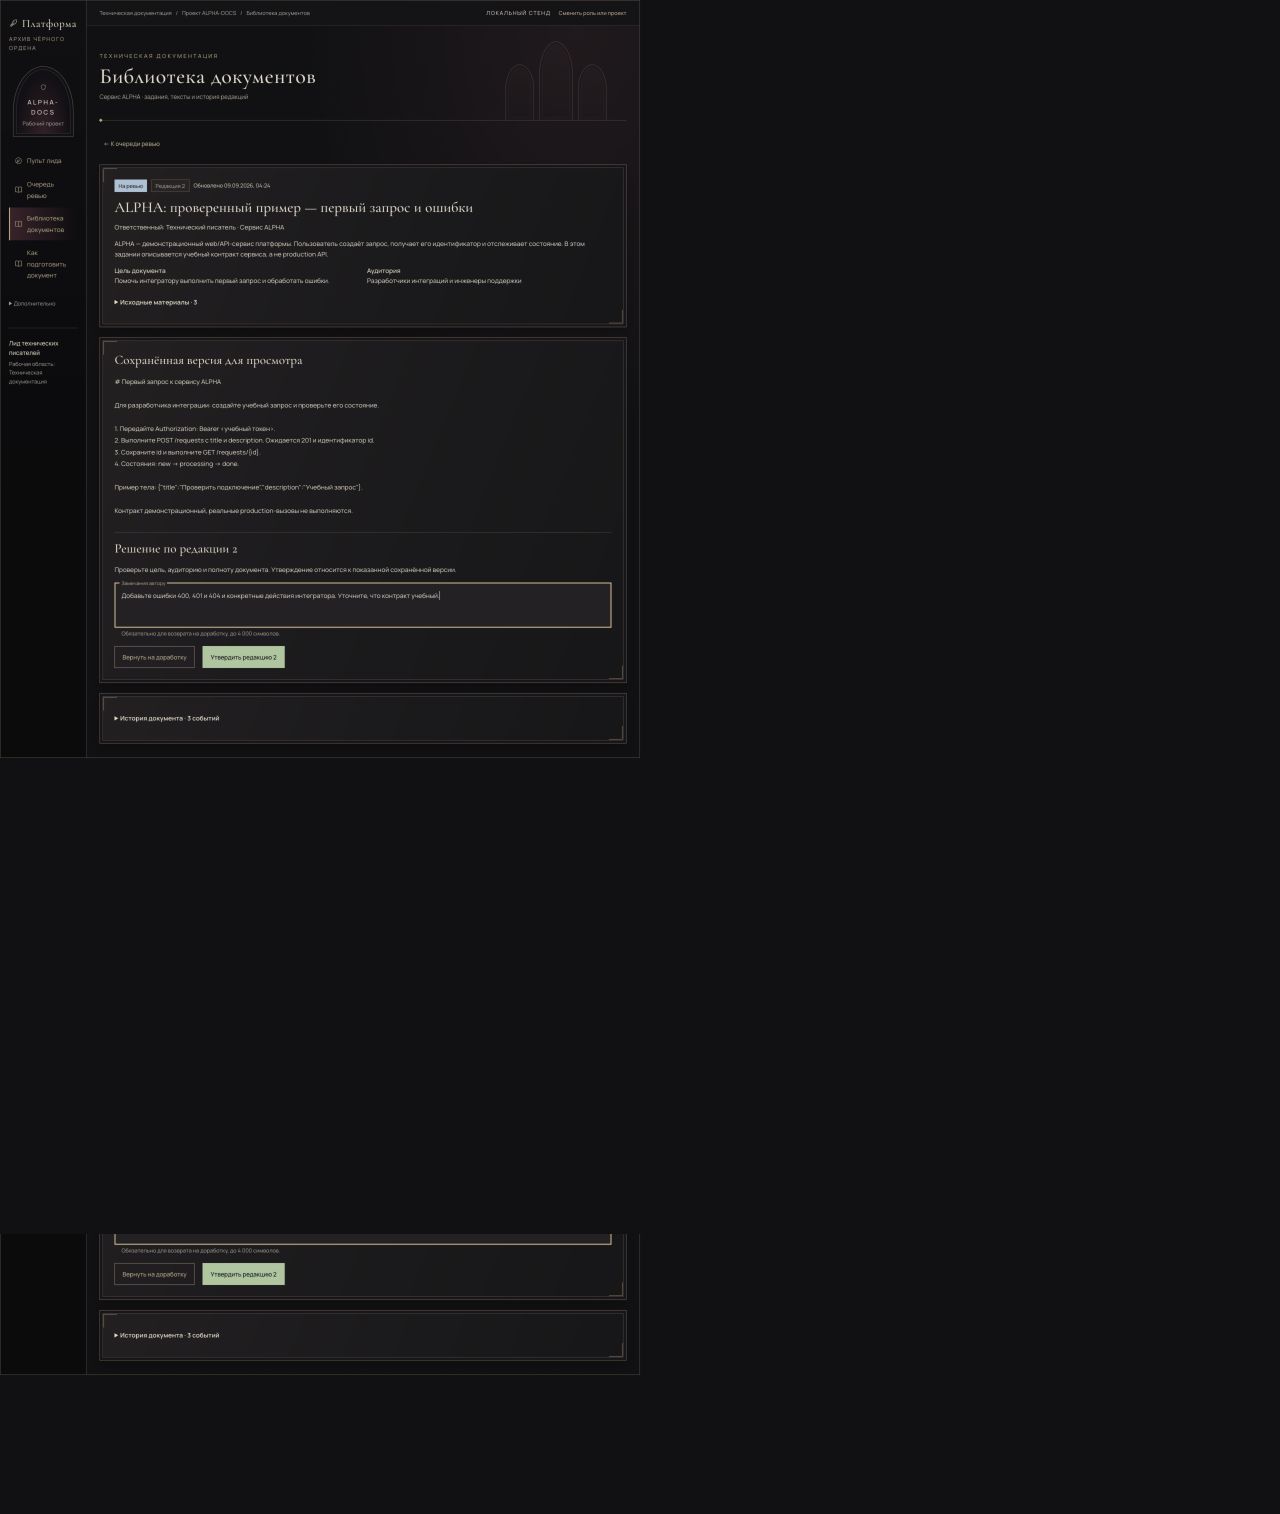 Платформа
АРХИВ ЧЁРНОГО
ОРДЕНА
ALPHA-
DOCS
Рабочий проект
Пульт лида
Очередь
ревью
Библиотека
документов
Как
подготовить
документ
Дополнительно
Лид технических
писателей
Рабочая область:
Техническая
документация
Техническая документация / Проект ALPHA-DOCS / Библиотека документов
ЛОКАЛЬНЫЙ СТЕНД Сменить роль или проект
ТЕХНИЧЕСКАЯ ДОКУМЕНТАЦИЯ
Библиотека документов
Сервис ALPHA · задания, тексты и история редакций
← К очереди ревью
На ревью Редакция 2 Обновлено 09.09.2026, 04:24
ALPHA: проверенный пример — первый запрос и ошибки
Ответственный: Технический писатель · Сервис ALPHA
ALPHA — демонстрационный web/API-сервис платформы. Пользователь создаёт запрос, получает его идентификатор и отслеживает состояние. В этом
задании описывается учебный контракт сервиса, а не production API.
Цель документа
Помочь интегратору выполнить первый запрос и обработать ошибки.
Аудитория
Разработчики интеграций и инженеры поддержки
Исходные материалы · 3
Сохранённая версия для просмотра
# Первый запрос к сервису ALPHA
Для разработчика интеграции: создайте учебный запрос и проверьте его состояние.
1. Передайте Authorization: Bearer <учебный токен>.
2. Выполните POST /requests с title и description. Ожидается 201 и идентификатор id.
3. Сохраните id и выполните GET /requests/{id}.
4. Состояния: new → processing → done.
Пример тела: {"title":"Проверить подключение","description":"Учебный запрос"}.
Контракт демонстрационный, реальные production-вызовы не выполняются.
Решение по редакции 2
Проверьте цель, аудиторию и полноту документа. Утверждение относится к показанной сохранённой версии.
Замечания автору
Добавьте ошибки 400, 401 и 404 и конкретные действия интегратора. Уточните, что контракт учебный.
Обязательно для возврата на доработку, до 4 000 символов.
Вернуть на доработку Утвердить редакцию 2
История документа · 3 событий
Обязательно для возврата на доработку, до 4 000 символов.
Вернуть на доработку Утвердить редакцию 2
История документа · 3 событий